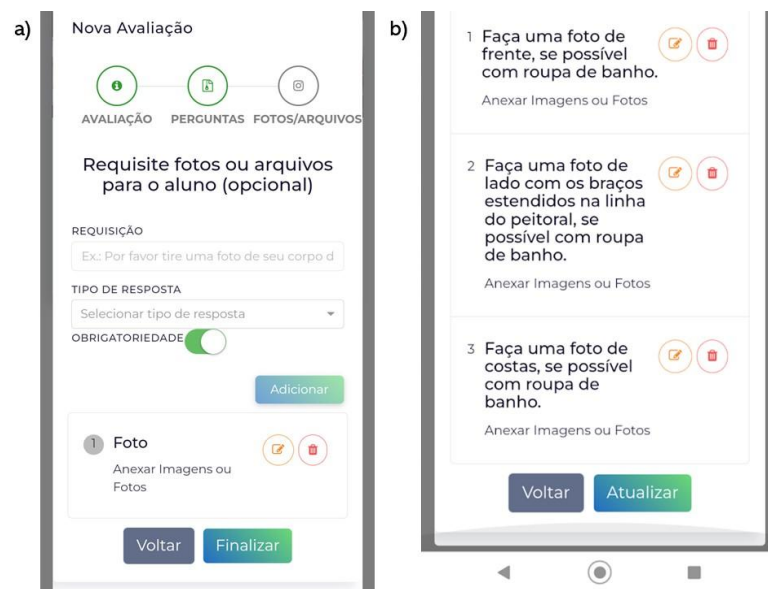 a)
Nova Avaliação
AVALIAÇÃO PERGUNTAS FOTOS/ARQUIVOS
Requisite fotos ou arquivos
para o aluno (opcional)
REQUISIÇÃO
Ex.: Por favor tire uma foto de seu corpo d
TIPO DE RESPOSTA
Selecionar tipo de resposta
OBRIGATORIEDADE
Adicionar
1 Foto
Anexar Imagens ou
Fotos
Voltar Finalizar
b)
1 Faça uma foto de
frente, se possível
com roupa de banho.
Anexar Imagens ou Fotos
2 Faça uma foto de
lado com os braços
estendidos na linha
do peitoral, se
possível com roupa
de banho.
Anexar Imagens ou Fotos
3 Faça uma foto de
costas, se possível
com roupa de
banho.
Anexar Imagens ou Fotos
Voltar Atualizar